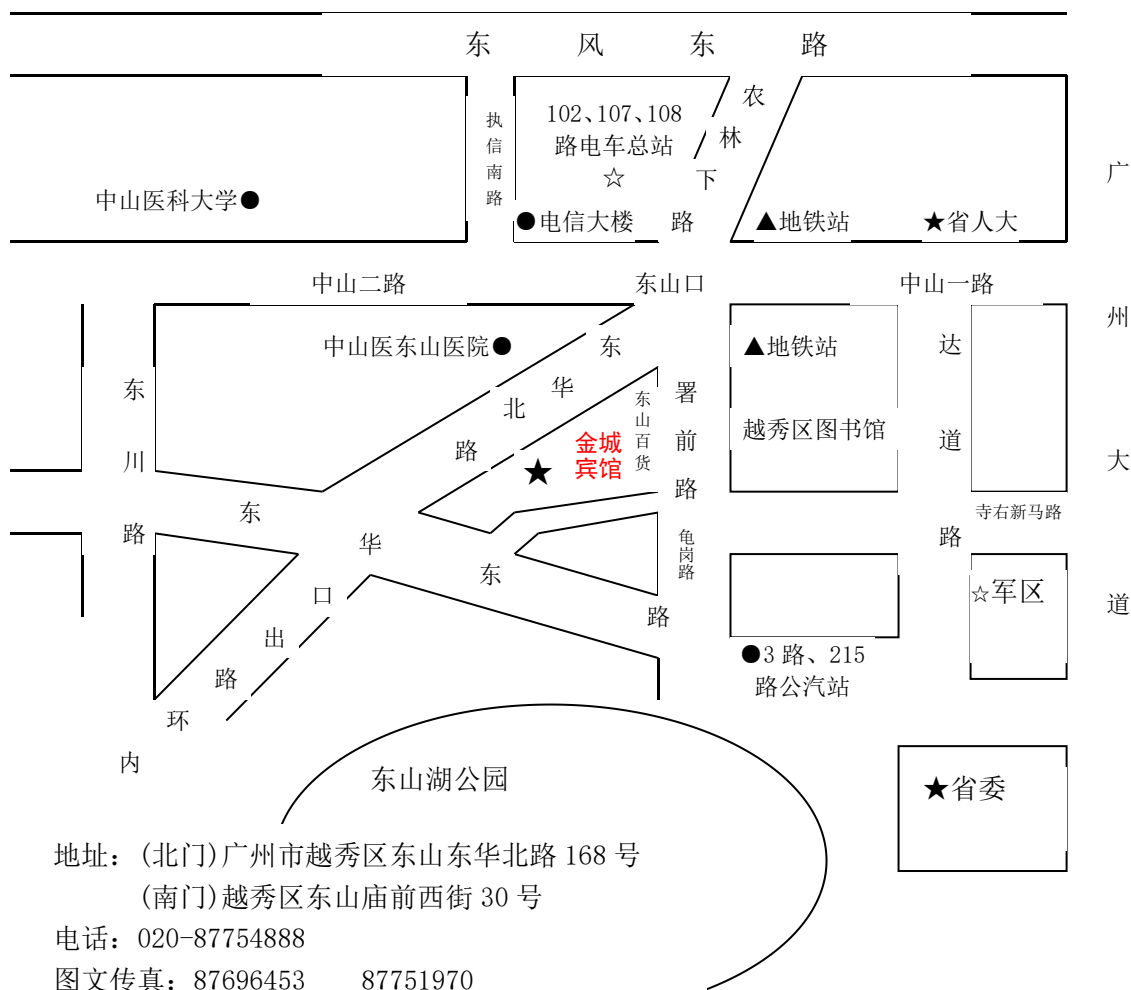 东风东路
农林下路
执信南路
102、107、108
路电车总站
☆
中山医科大学●
●电信大楼
▲地铁站
★省人大
广州大道
中山二路
东山口
中山一路
中山医东山医院●
东华北路
▲地铁站
东川路
东山百货
署前路
越秀区图书馆
达道路
金城
宾馆
★
寺右新马路
东华东路
龟岗路
☆军区
内环路出口
●3路、215
路公汽站
东山湖公园
★省委
地址：(北门)广州市越秀区东山东华北路168号
(南门)越秀区东山庙前西街30号
电话：020-87754888
图文传真：87696453 87751970